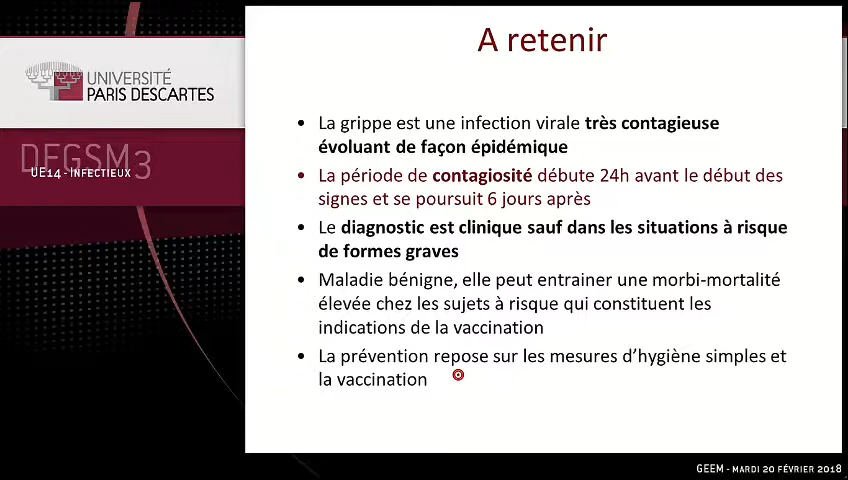 UNIVERSITÉ
PARIS DESCARTES
DFGSM3
UE14 - INFECTIEUX
A retenir
• La grippe est une infection virale très contagieuse
évoluant de façon épidémique
• La période de contagiosité débute 24h avant le début des
signes et se poursuit 6 jours après
• Le diagnostic est clinique sauf dans les situations à risque
de formes graves
• Maladie bénigne, elle peut entrainer une morbi-mortalité
élevée chez les sujets à risque qui constituent les
indications de la vaccination
• La prévention repose sur les mesures d’hygiène simples et
la vaccination
GEEM - MARDI 20 FÉVRIER 2018